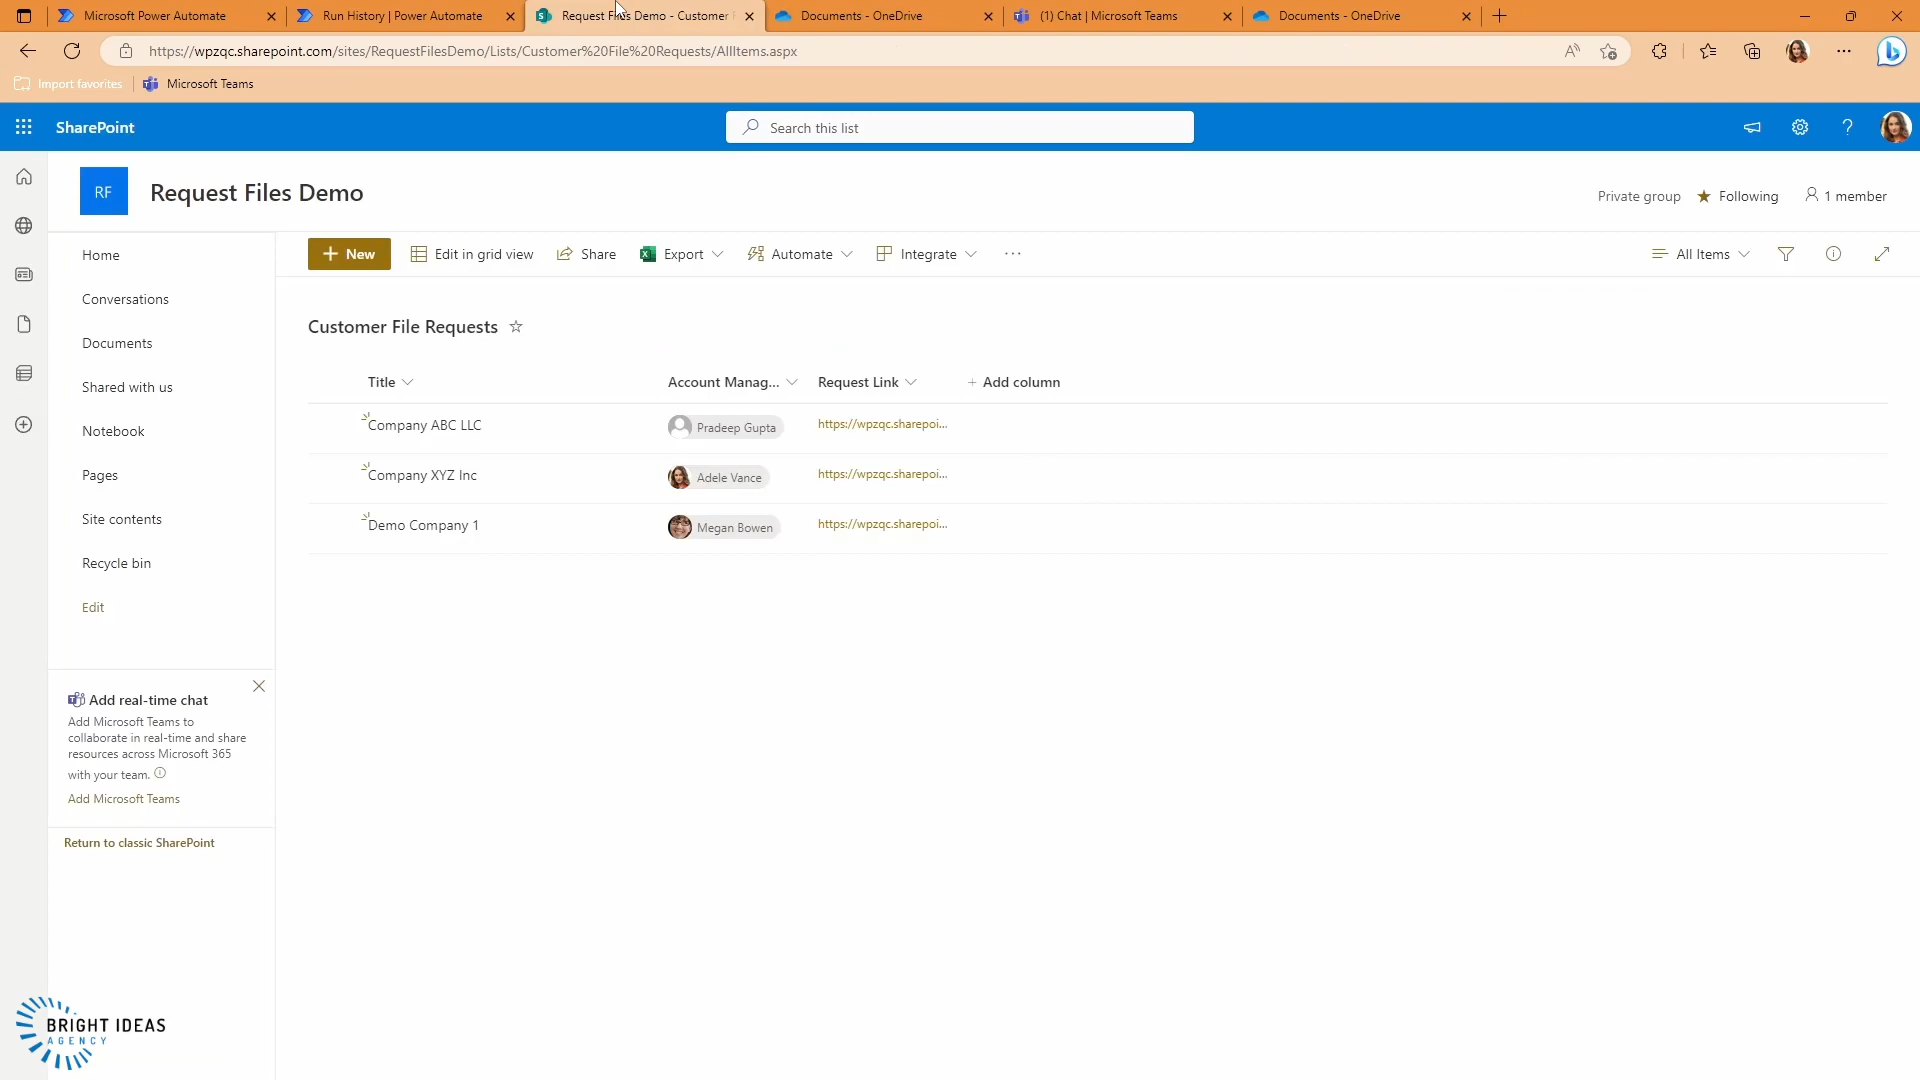 Microsoft Power Automate
Run History | Power Automate
Request Files Demo - Customer F
Documents - OneDrive
(1) Chat | Microsoft Teams
Documents - OneDrive
https://wpzqc.sharepoint.com/sites/RequestFilesDemo/Lists/Customer%20File%20Requests/AllItems.aspx
Import favorites
Microsoft Teams
SharePoint
Search this list
RF
Request Files Demo
Private group
Following
1 member
Home
Conversations
Documents
Shared with us
Notebook
Pages
Site contents
Recycle bin
Edit
New
Edit in grid view
Share
Export
Automate
Integrate
All Items
Customer File Requests
Title
Account Manag...
Request Link
Add column
Company ABC LLC
Pradeep Gupta
https://wpzqc.sharepoi...
Company XYZ Inc
Adele Vance
https://wpzqc.sharepoi...
Demo Company 1
Megan Bowen
https://wpzqc.sharepoi...
Add real-time chat
Add Microsoft Teams to
collaborate in real-time and share
resources across Microsoft 365
with your team.
Add Microsoft Teams
Return to classic SharePoint
BRIGHT IDEAS
AGENCY